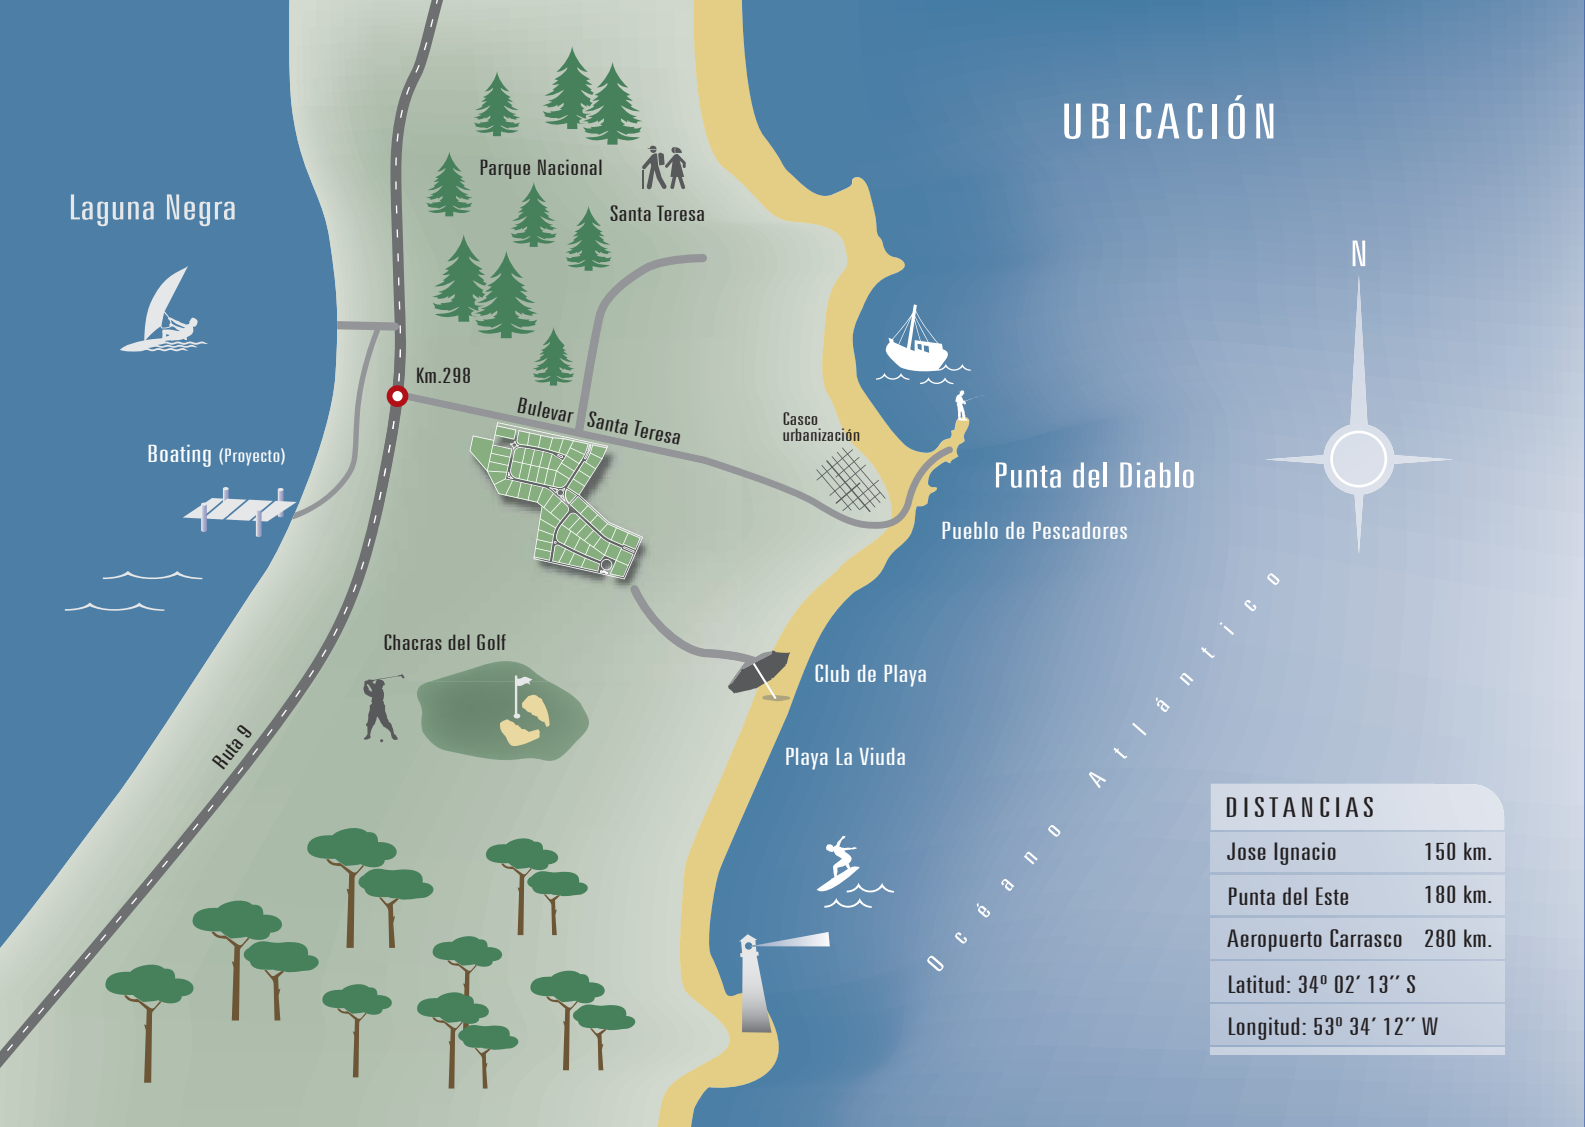 UBICACIÓN
Parque Nacional
Santa Teresa
Laguna Negra
N
Km.298
Bulevar Santa Teresa
Casco
urbanización
Boating (Proyecto)
Punta del Diablo
Pueblo de Pescadores
Chacras del Golf
Club de Playa
Ruta 9
Playa La Viuda
Océano Atlántico
DISTANCIAS
Jose Ignacio 150 km.
Punta del Este 180 km.
Aeropuerto Carrasco 280 km.
Latitud: 34º 02’ 13’’ S
Longitud: 53º 34’ 12’’ W